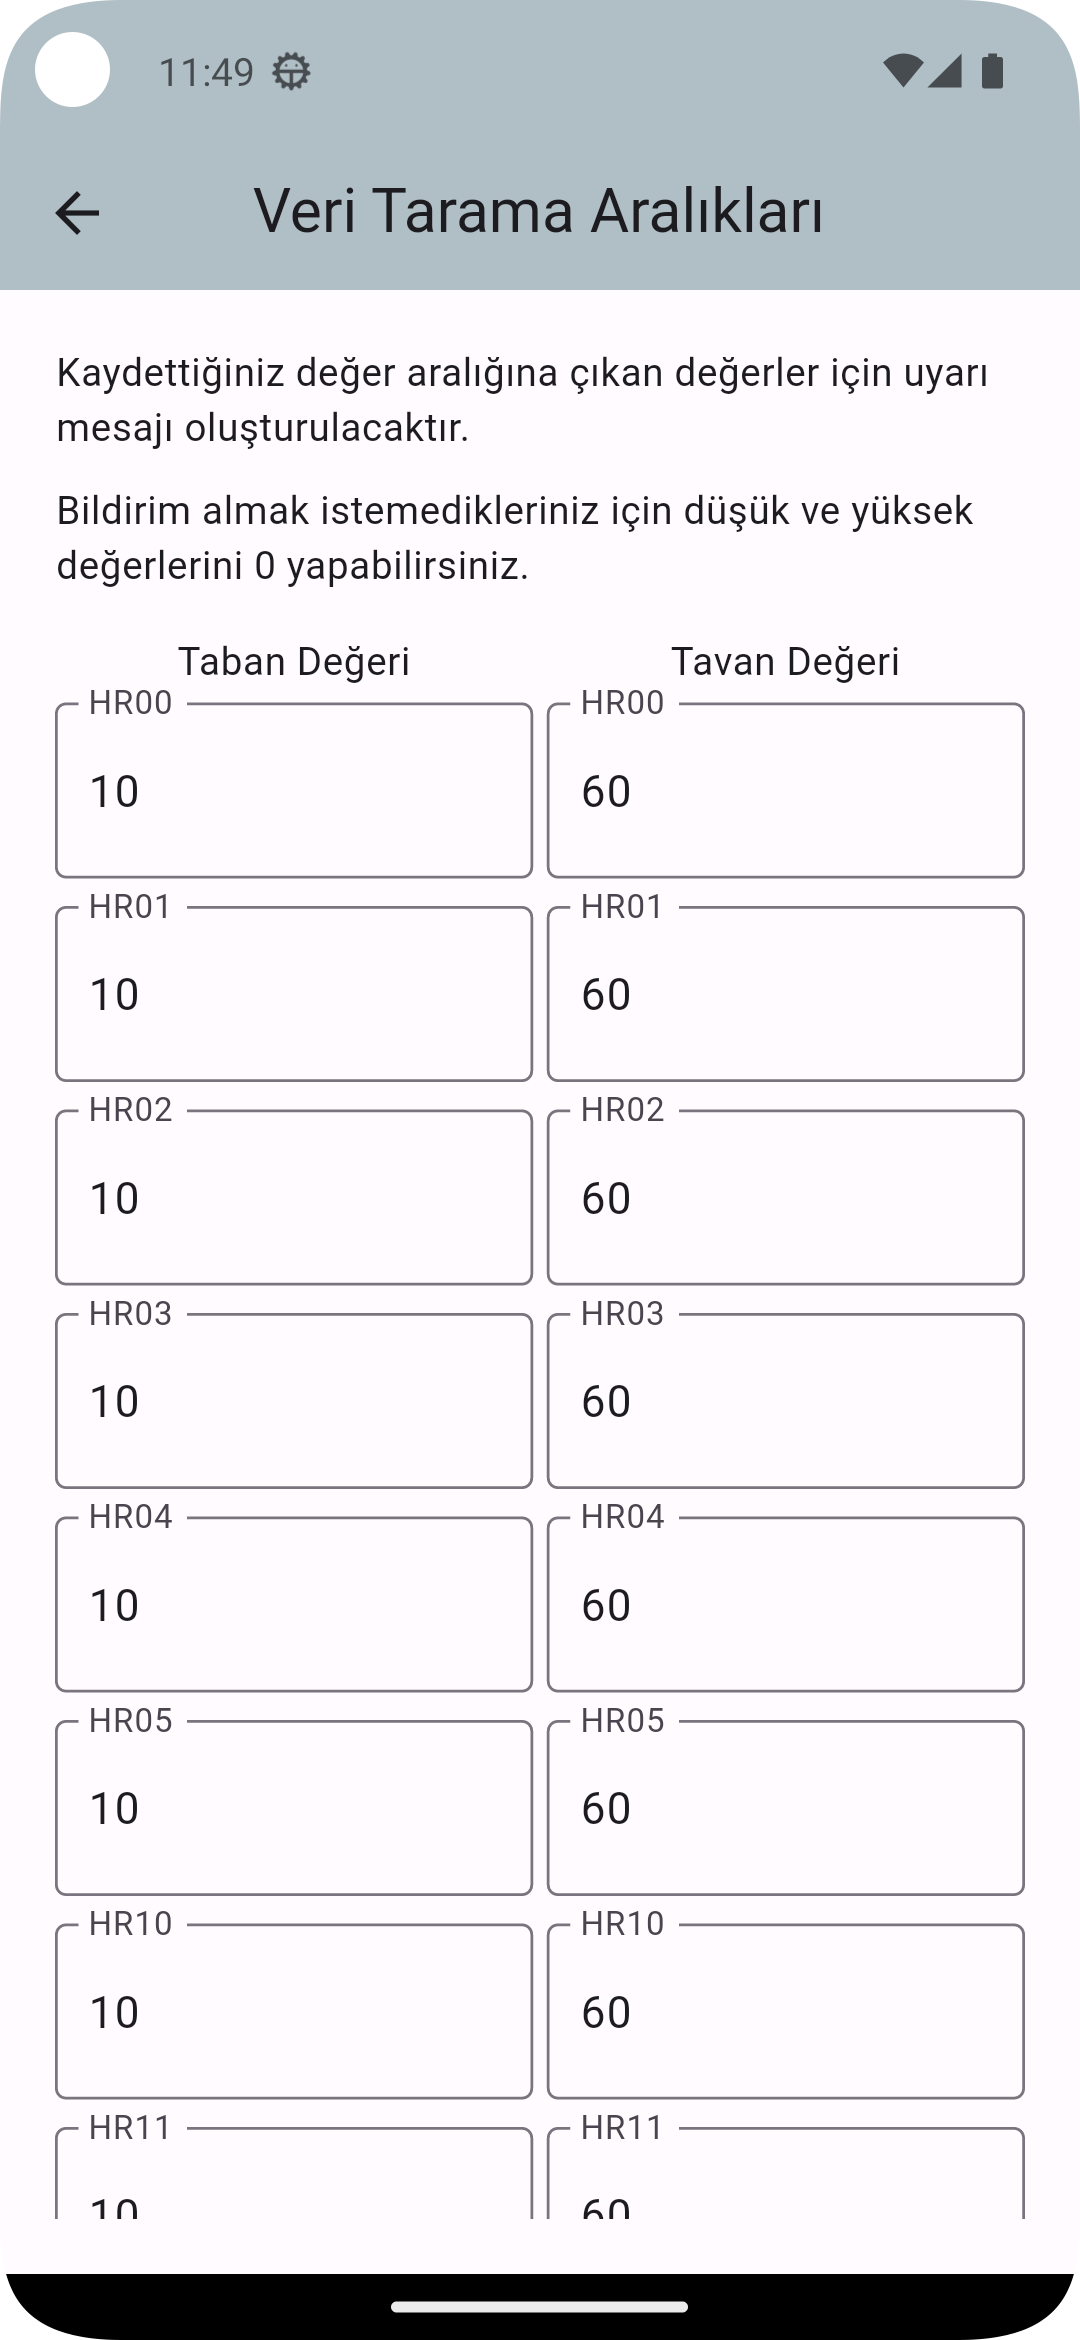 11:49
Veri Tarama Aralıkları
Kaydettiğiniz değer aralığına çıkan değerler için uyarı
mesajı oluşturulacaktır.
Bildirim almak istemedikleriniz için düşük ve yüksek
değerlerini 0 yapabilirsiniz.
Taban Değeri Tavan Değeri
HR00 HR00
10 60
HR01 HR01
10 60
HR02 HR02
10 60
HR03 HR03
10 60
HR04 HR04
10 60
HR05 HR05
10 60
HR10 HR10
10 60
HR11 HR11
10 60